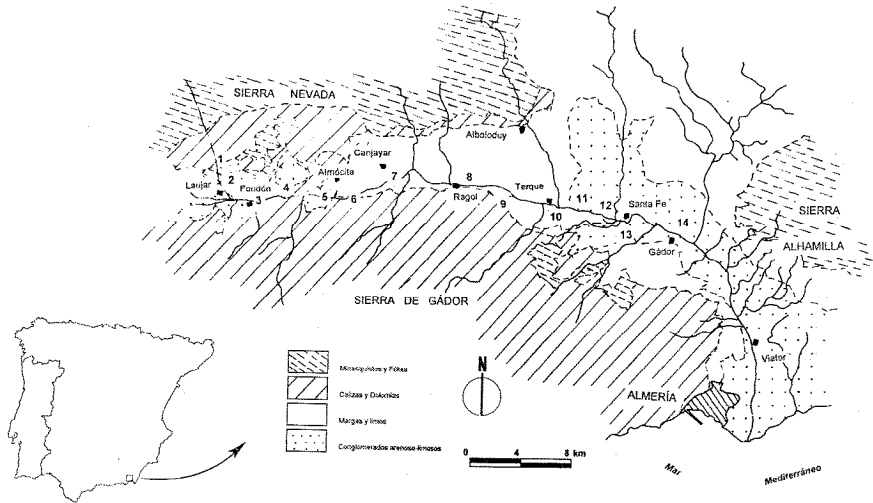 SIERRA NEVADA
Alboloduy
Canjayar
1
Laujar
2
Fondón
3
4
Almócita
5
6
7
8
Ragol
Terque
9
10
11
12
Santa Fe
13
14
Gádor
SIERRA
ALHAMILLA
SIERRA DE GÁDOR
Viator
ALMERÍA
Micasquistos y Filitas
Calizas y Dolomías
Margas y limos
Conglomerados arenoso-limosos
N
0 4 8 km
Mar
Mediterráneo